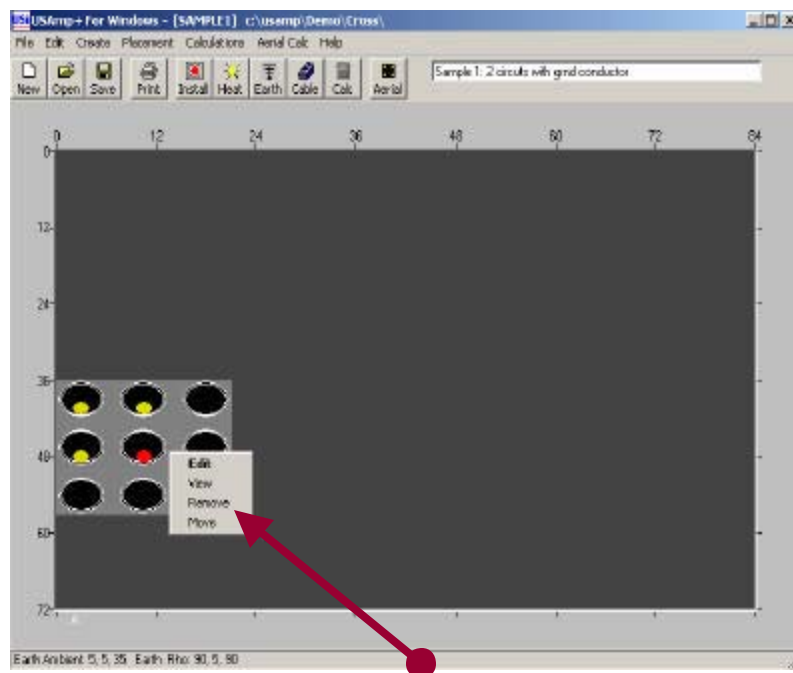 USAmp+ For Windows - [SAMPLE1] c:\usamp\Demo\Cross\
File Edit Create Placement Calculations Aerial Calc Help
New Open Save Print Install Heat Earth Cable Calc Aerial
Sample 1: 2 circuits with grnd conductor
0 12 24 36 48 60 72 84
0
12
24
36
48
60
72
Edit
View
Remove
Move
Earth Ambient: 5, 5, 35 Earth Rho: 90, 5, 90